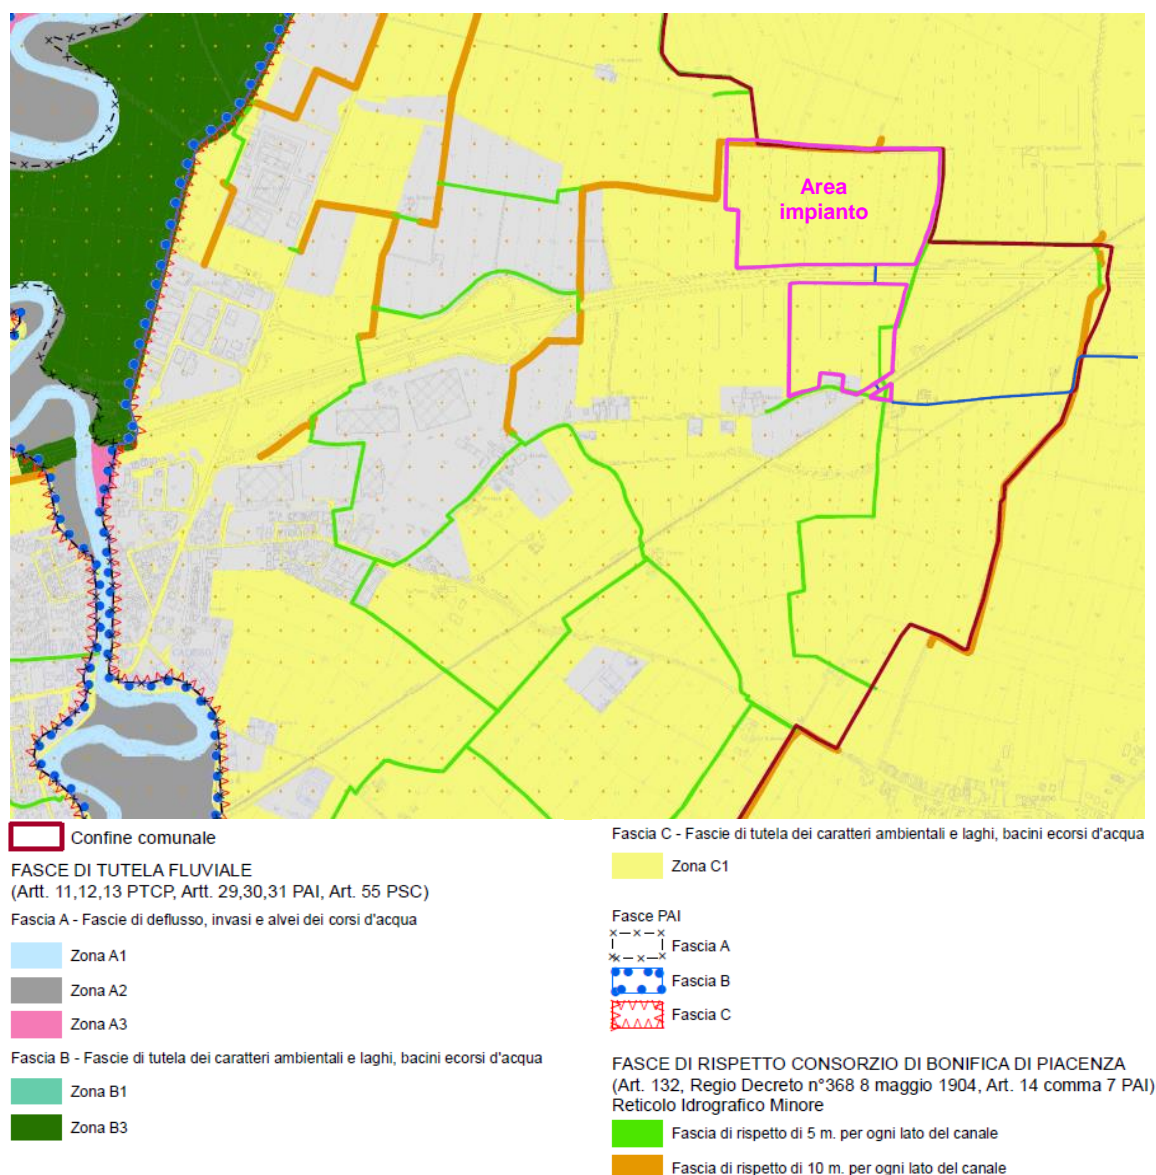 Area
impianto
Confine comunale
FASCE DI TUTELA FLUVIALE
(Artt. 11,12,13 PTCP, Artt. 29,30,31 PAI, Art. 55 PSC)
Fascia A - Fascie di deflusso, invasi e alvei dei corsi d'acqua
Zona A1
Zona A2
Zona A3
Fascia B - Fascie di tutela dei caratteri ambientali e laghi, bacini ecorsi d'acqua
Zona B1
Zona B3
Fascia C - Fascie di tutela dei caratteri ambientali e laghi, bacini ecorsi d'acqua
Zona C1
Fasce PAI
Fascia A
Fascia B
Fascia C
FASCE DI RISPETTO CONSORZIO DI BONIFICA DI PIACENZA
(Art. 132, Regio Decreto n°368 8 maggio 1904, Art. 14 comma 7 PAI)
Reticolo Idrografico Minore
Fascia di rispetto di 5 m. per ogni lato del canale
Fascia di rispetto di 10 m. per ogni lato del canale